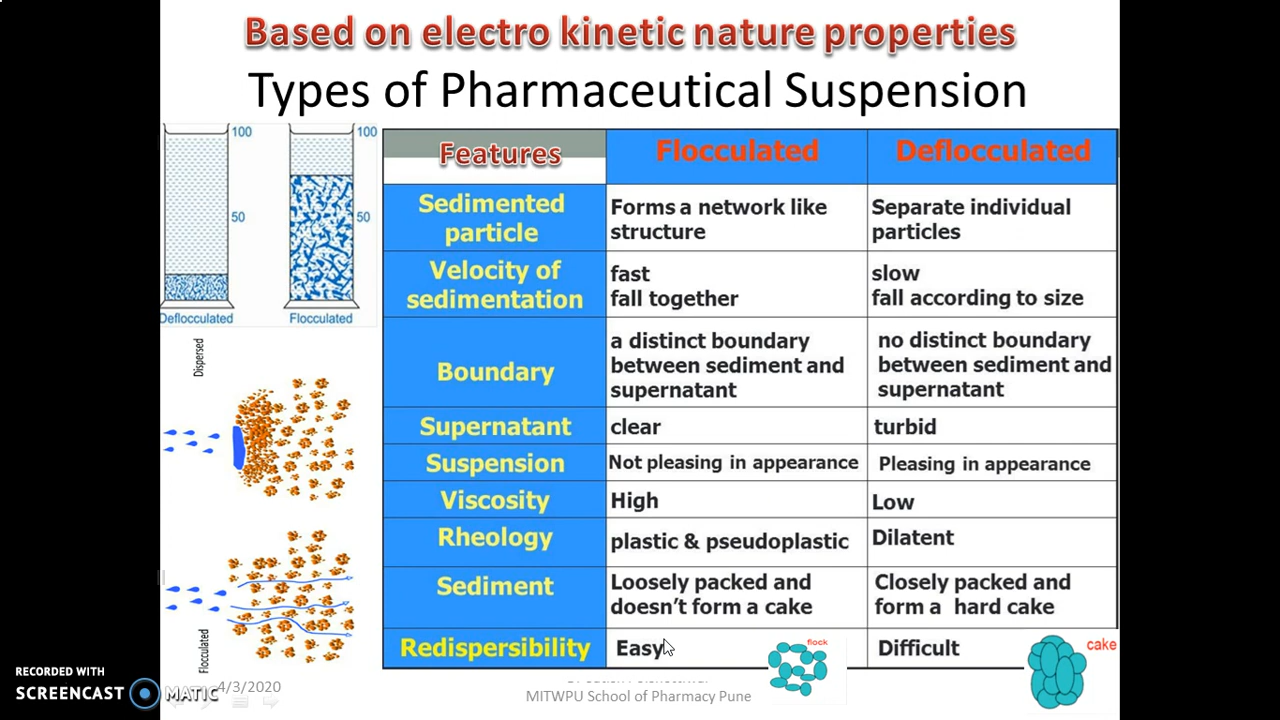 Based on electro kinetic nature properties
Types of Pharmaceutical Suspension
100
50
Deflocculated
100
50
Flocculated
Dispersed
Flocculated
Features
Flocculated
Deflocculated
Sedimented
particle
Forms a network like
structure
Separate individual
particles
Velocity of
sedimentation
fast
fall together
slow
fall according to size
Boundary
a distinct boundary
between sediment and
supernatant
no distinct boundary
between sediment and
supernatant
Supernatant
clear
turbid
Suspension
Not pleasing in appearance
Pleasing in appearance
Viscosity
High
Low
Rheology
plastic & pseudoplastic
Dilatent
Sediment
Loosely packed and
doesn't form a cake
Closely packed and
form a hard cake
Redispersibility
Easy
flock
Difficult
cake
4/3/2020
MITWPU School of Pharmacy Pune
RECORDED WITH
SCREENCAST MATIC